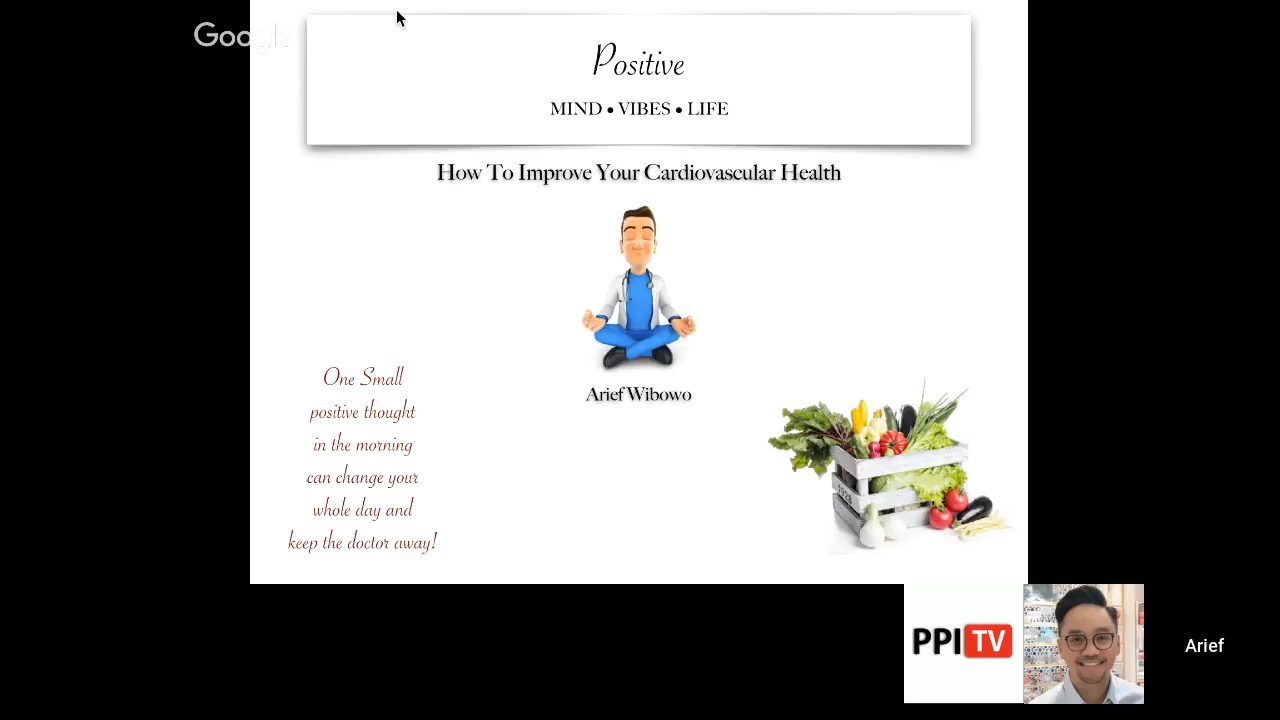 Google
Positive
MIND • VIBES • LIFE
How To Improve Your Cardiovascular Health
Arief Wibowo
One Small
positive thought
in the morning
can change your
whole day and
keep the doctor away!
1926
PPI TV
Arief